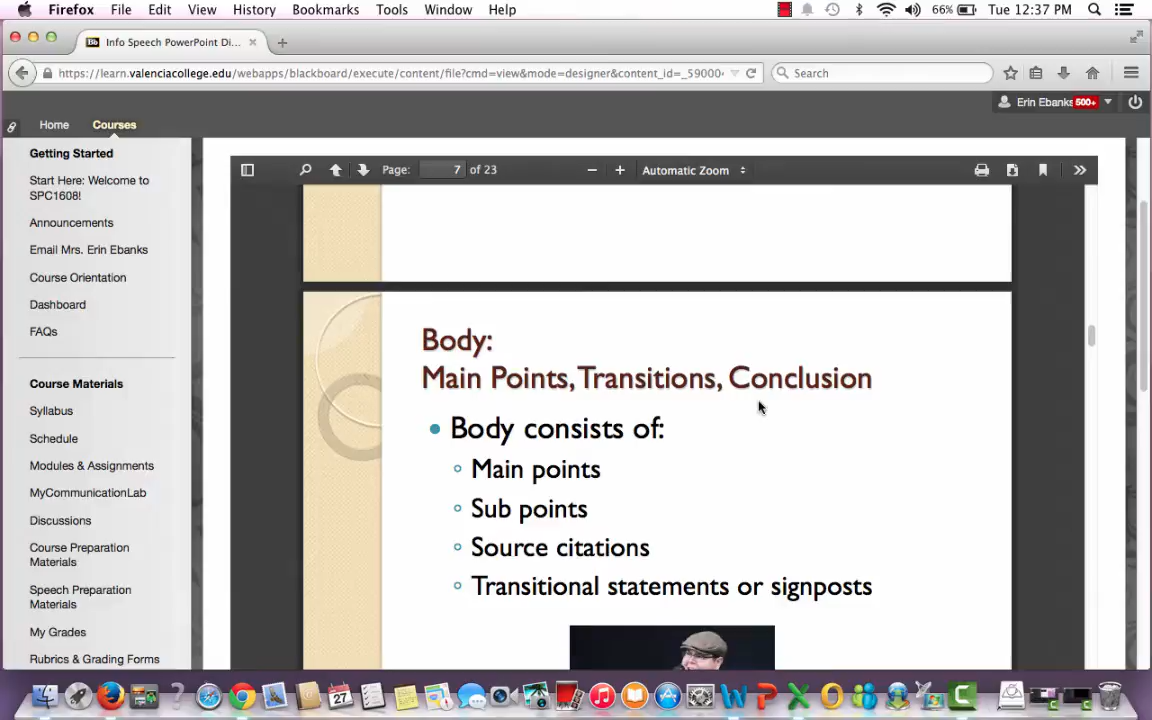 Firefox File Edit View History Bookmarks Tools Window Help 66% Tue 12:37 PM
Bb Info Speech PowerPoint Di...
https://learn.valenciacollege.edu/webapps/blackboard/execute/content/file?cmd=view&mode=designer&content_id=_59000 Search
Erin Ebanks 500+
Home Courses
Getting Started
Start Here: Welcome to
SPC1608!
Announcements
Email Mrs. Erin Ebanks
Course Orientation
Dashboard
FAQs
Course Materials
Syllabus
Schedule
Modules & Assignments
MyCommunicationLab
Discussions
Course Preparation
Materials
Speech Preparation
Materials
My Grades
Rubrics & Grading Forms
Page: 7 of 23 Automatic Zoom
Body:
Main Points, Transitions, Conclusion
Body consists of:
Main points
Sub points
Source citations
Transitional statements or signposts
27